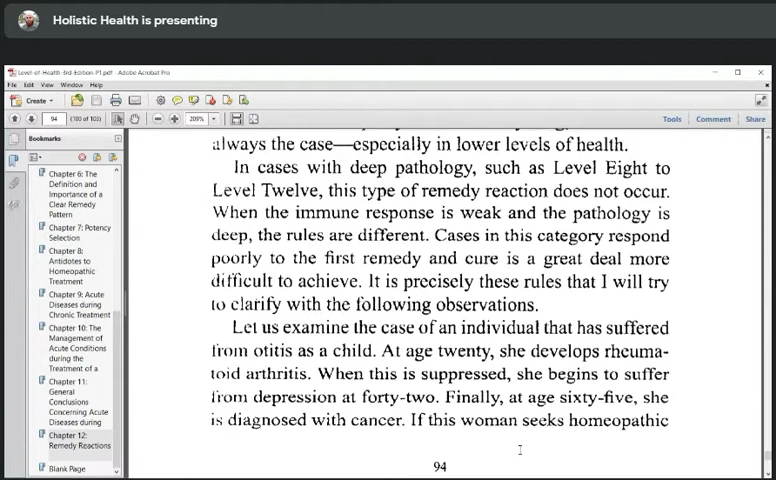 Holistic Health is presenting
Level-of-Health-3rd-Edition-P1.pdf - Adobe Acrobat Pro
File Edit View Window Help
Create
94 (100 of 103) 209%
Tools Comment Share
Bookmarks
Chapter 6: The
Definition and
Importance of a
Clear Remedy
Pattern
Chapter 7: Potency
Selection
Chapter 8:
Antidotes to
Homeopathic
Treatment
Chapter 9: Acute
Diseases during
Chronic Treatment
Chapter 10: The
Management of
Acute Conditions
during the
Treatment of a
Chapter 11:
General
Conclusions
Concerning Acute
Diseases during
Chapter 12:
Remedy Reactions
Blank Page
always the case—especially in lower levels of health.
In cases with deep pathology, such as Level Eight to
Level Twelve, this type of remedy reaction does not occur.
When the immune response is weak and the pathology is
deep, the rules are different. Cases in this category respond
poorly to the first remedy and cure is a great deal more
difficult to achieve. It is precisely these rules that I will try
to clarify with the following observations.
Let us examine the case of an individual that has suffered
from otitis as a child. At age twenty, she develops rheuma-
toid arthritis. When this is suppressed, she begins to suffer
from depression at forty-two. Finally, at age sixty-five, she
is diagnosed with cancer. If this woman seeks homeopathic
94